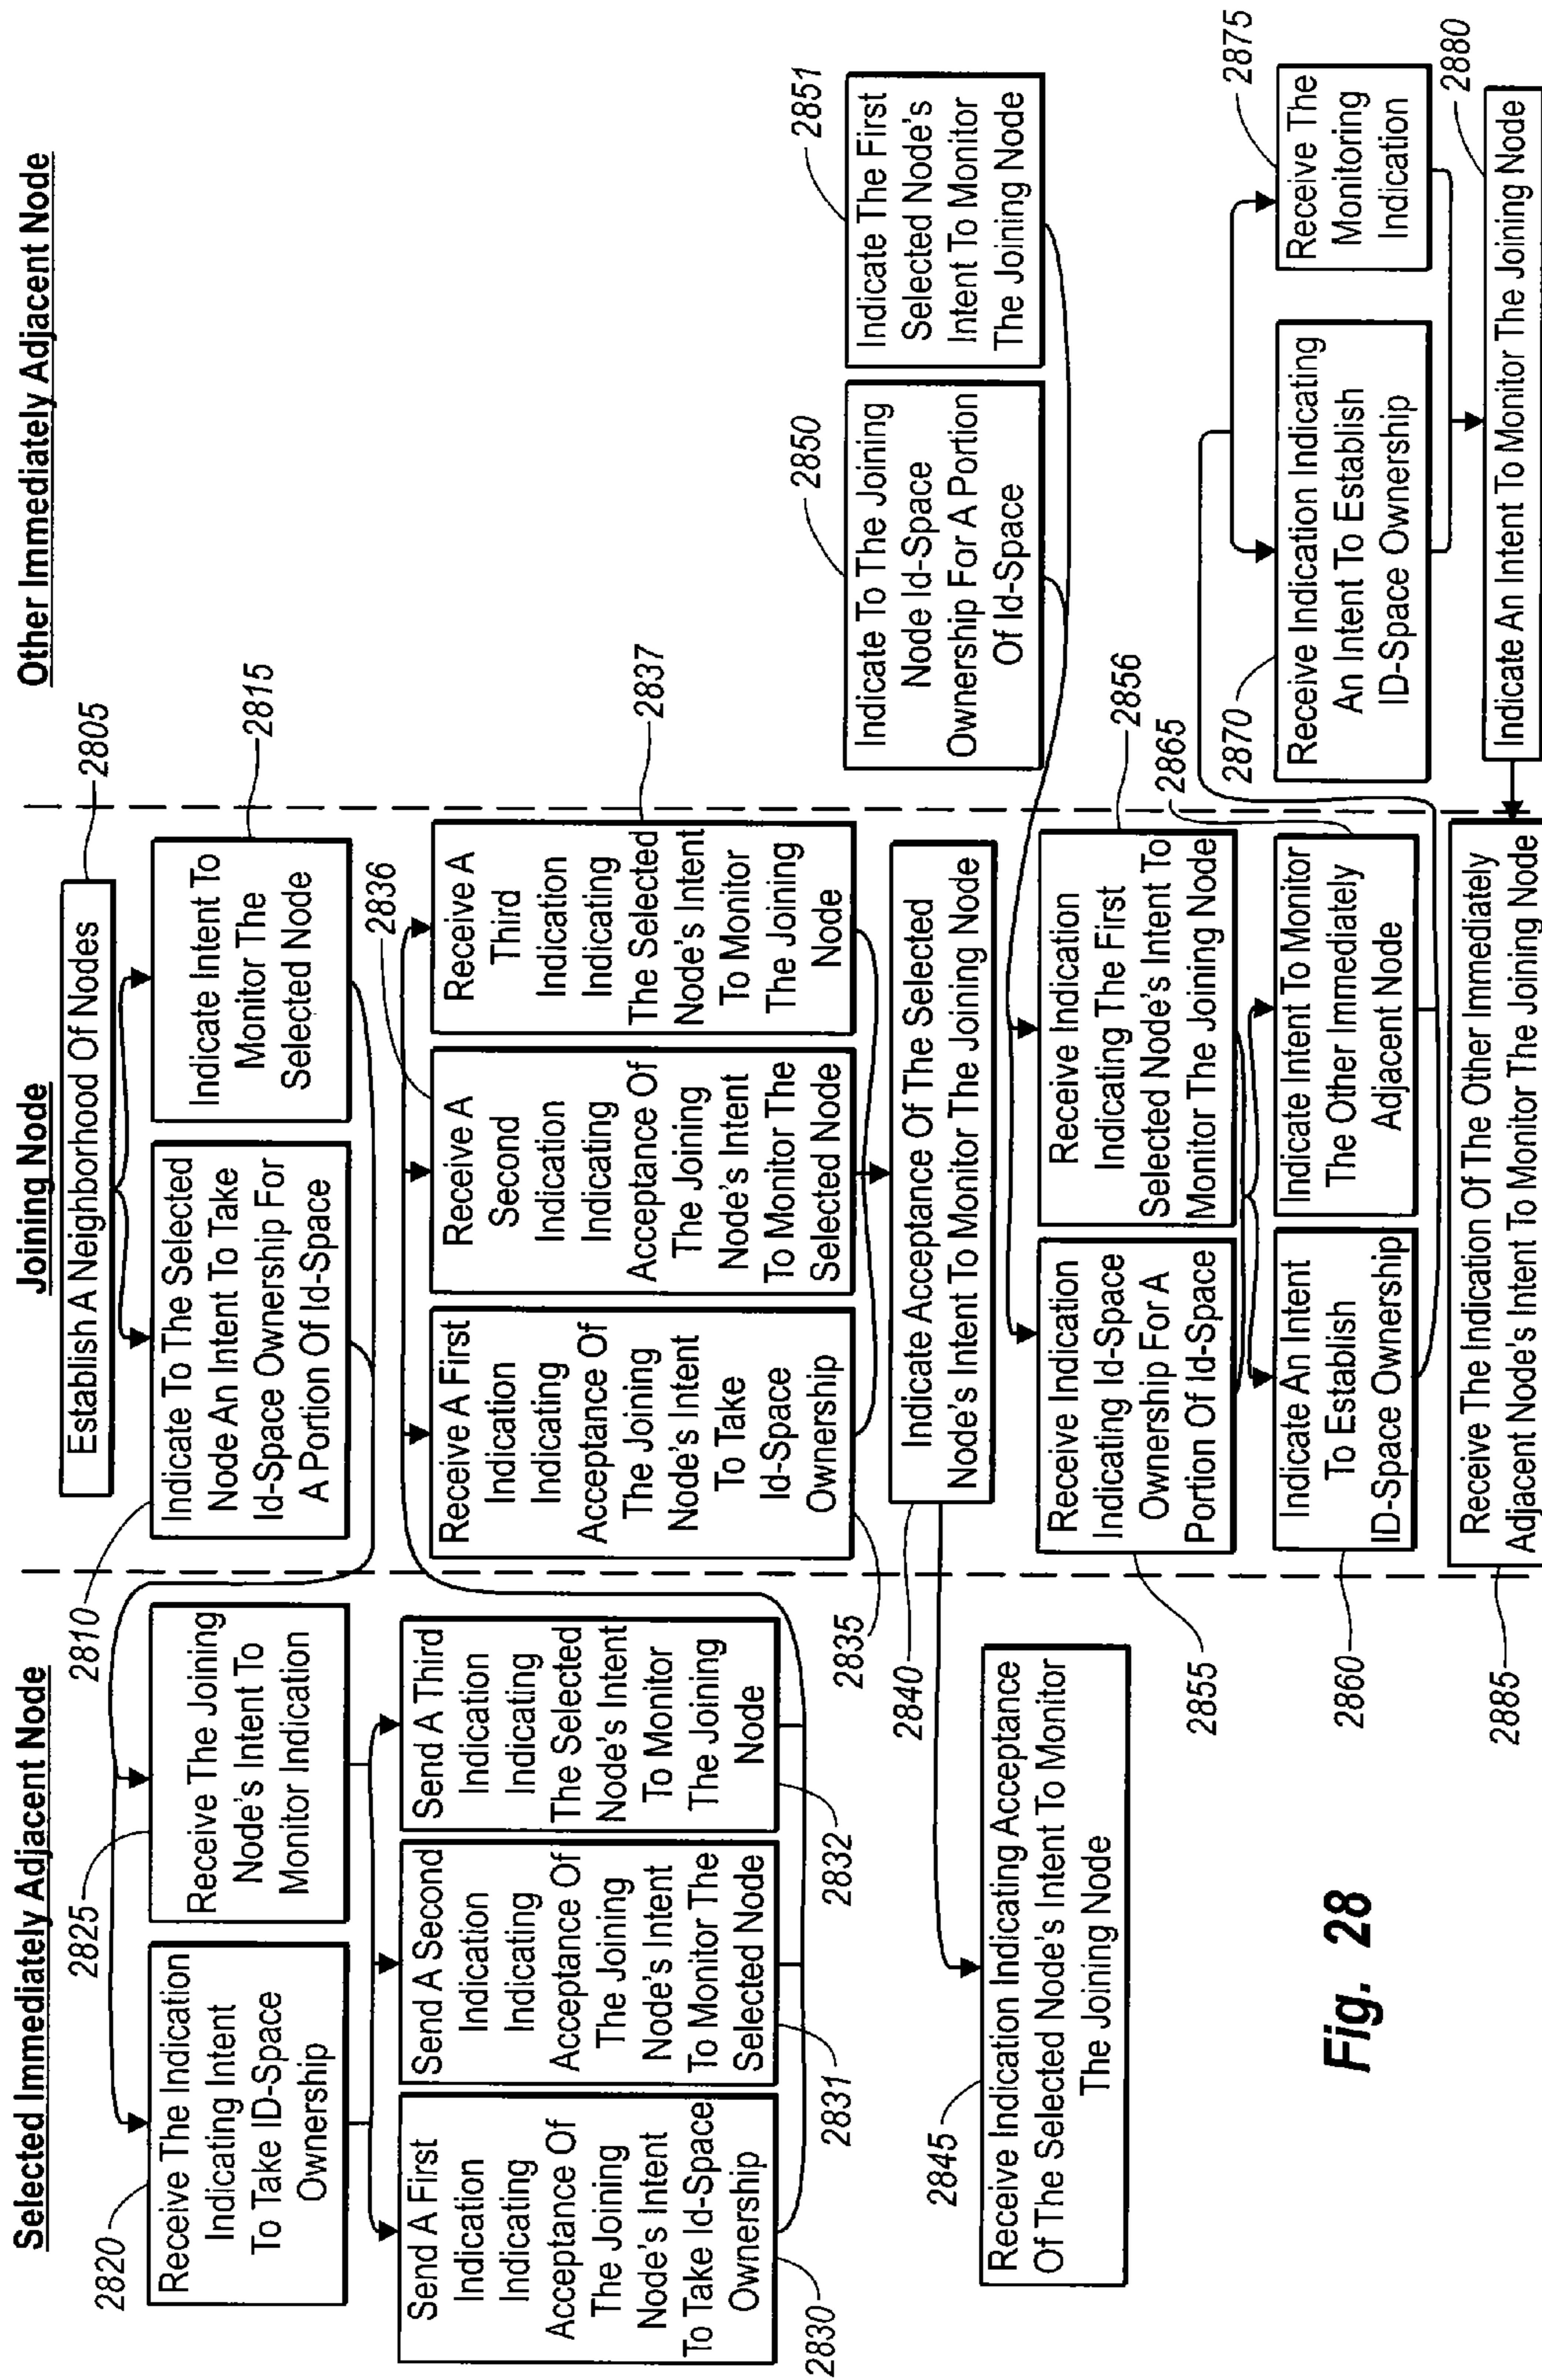 Selected Immediately Adjacent Node
Joining Node
Other Immediately Adjacent Node
Establish A Neighborhood Of Nodes
2805
2810
Indicate To The Selected
Node An Intent To Take
Id-Space Ownership For
A Portion Of Id-Space
Indicate Intent To
Monitor The
Selected Node
2815
2820
Receive The Indication
Indicating Intent
To Take ID-Space
Ownership
2825
Receive The Joining
Node's Intent To
Monitor Indication
Send A First
Indication
Indicating
Acceptance Of
The Joining
Node's Intent
To Take Id-Space
Ownership
2830
Send A Second
Indication
Indicating
Acceptance Of
The Joining
Node's Intent
To Monitor The
Selected Node
2831
Send A Third
Indication
Indicating
The Selected
Node's Intent
To Monitor
The Joining
Node
2832
Receive A First
Indication
Indicating
Acceptance Of
The Joining
Node's Intent
To Take
Id-Space
Ownership
2835
Receive A
Second
Indication
Indicating
Acceptance Of
The Joining
Node's Intent
To Monitor The
Selected Node
2836
Receive A
Third
Indication
Indicating
The Selected
Node's Intent
To Monitor
The Joining
Node
2837
2840
Indicate Acceptance Of The Selected
Node's Intent To Monitor The Joining Node
2845
Receive Indication Indicating Acceptance
Of The Selected Node's Intent To Monitor
The Joining Node
2850
Indicate To The Joining
Node Id-Space
Ownership For A Portion
Of Id-Space
2851
Indicate The First
Selected Node's
Intent To Monitor
The Joining Node
2855
Receive Indication
Indicating Id-Space
Ownership For A
Portion Of Id-Space
2856
Receive Indication
Indicating The First
Selected Node's Intent To
Monitor The Joining Node
2860
Indicate An Intent
To Establish
ID-Space Ownership
2865
Indicate Intent To Monitor
The Other Immediately
Adjacent Node
2870
Receive Indication Indicating
An Intent To Establish
ID-Space Ownership
2875
Receive The
Monitoring
Indication
2880
Indicate An Intent To Monitor The Joining Node
2885
Receive The Indication Of The Other Immediately
Adjacent Node's Intent To Monitor The Joining Node
Fig. 28